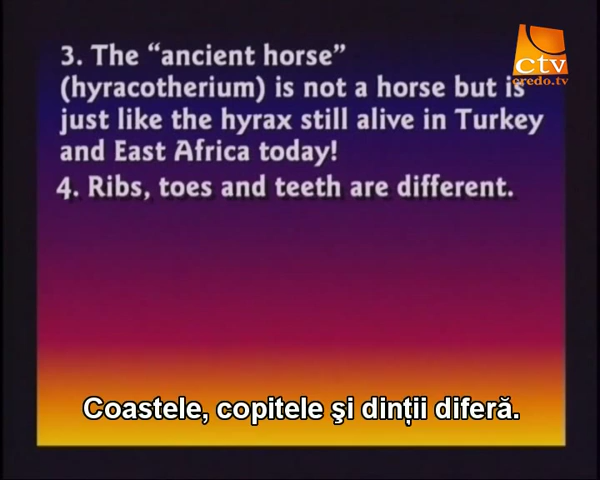 ctv
credo.tv
3. The “ancient horse”
(hyracotherium) is not a horse but is
just like the hyrax still alive in Turkey
and East Africa today!
4. Ribs, toes and teeth are different.
Coastele, copitele şi dinţii diferă.